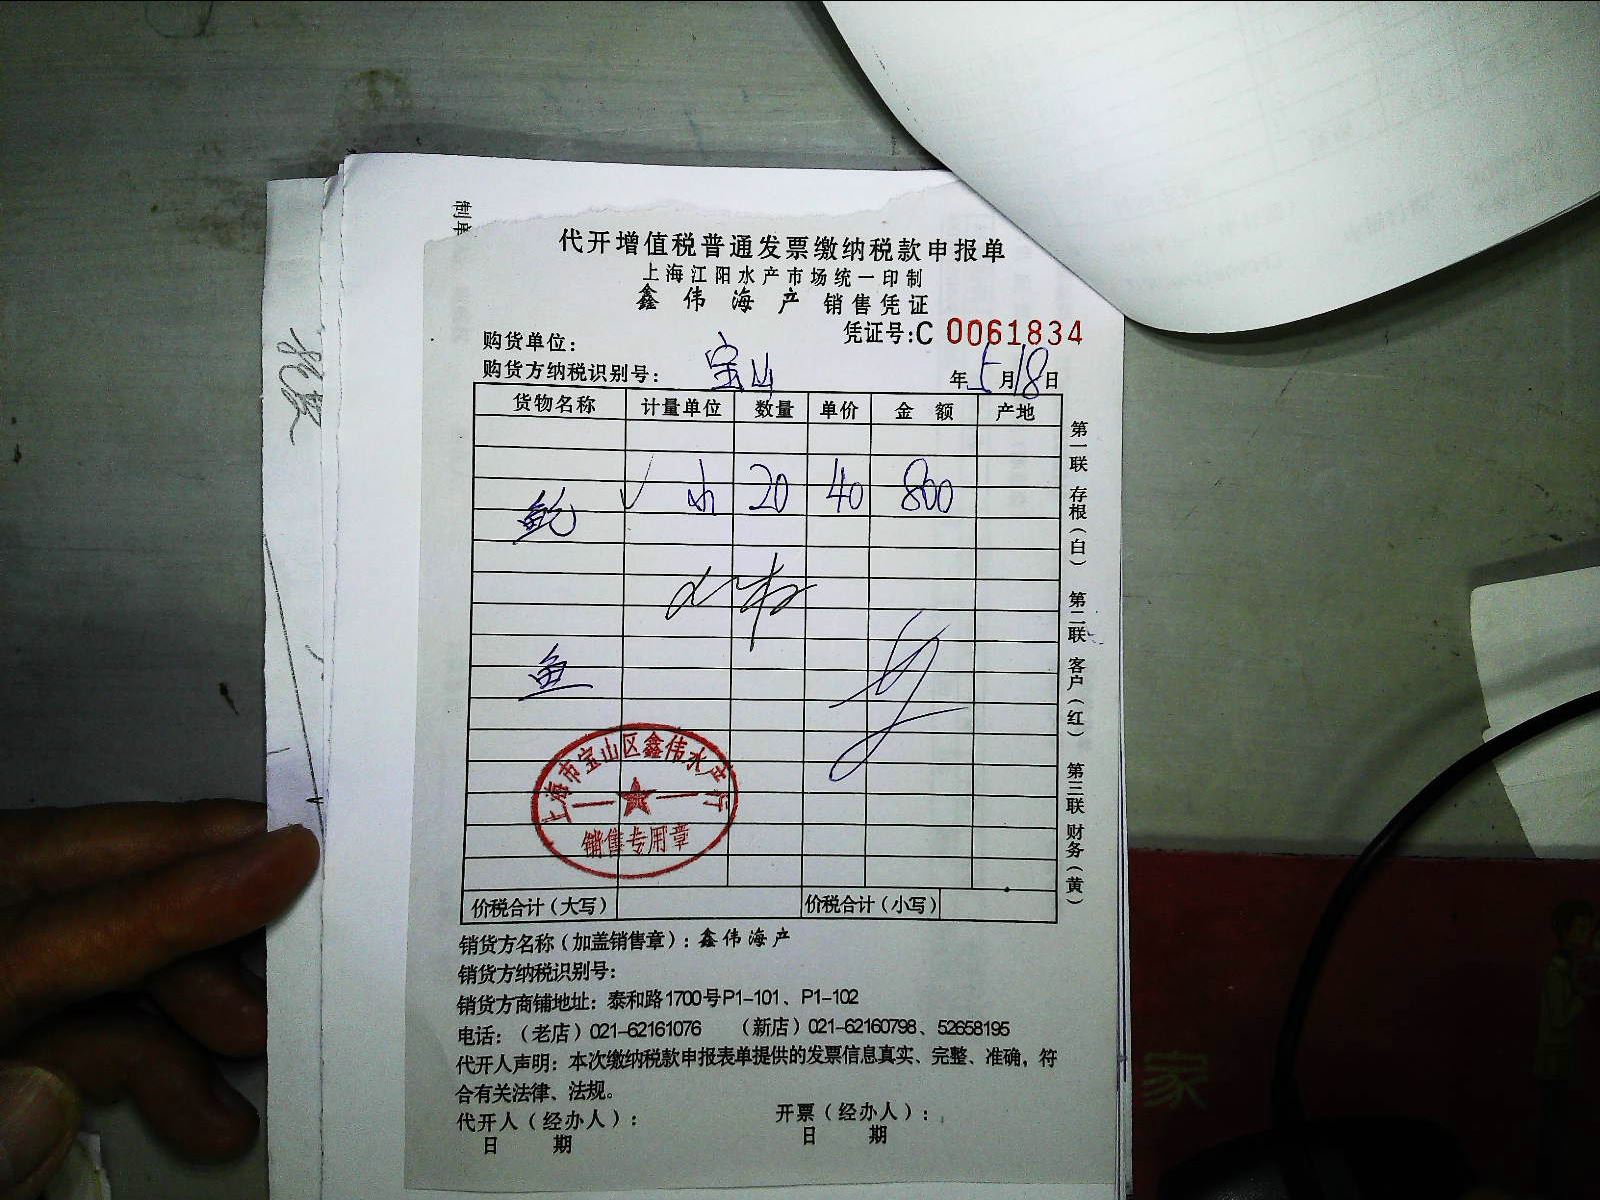 制单
代开增值税普通发票缴纳税款申报单
上海江阳水产市场统一印制
鑫伟海产 销售凭证
凭证号:C 0061834
购货单位:
购货方纳税识别号: 宝山 年 5月18日
货物名称 计量单位 数量 单价 金额 产地
鲍 20 40 800
鱼
上海市宝山区鑫伟水产行
销售专用章
价税合计(大写) 价税合计(小写)
第一联 存根(白) 第二联 客户(红) 第三联 财务(黄)
销货方名称(加盖销售章):鑫伟海产
销货方纳税识别号:
销货方商铺地址:泰和路1700号P1-101、P1-102
电话:(老店)021-62161076 (新店)021-62160798、52658195
代开人声明:本次缴纳税款申报表单提供的发票信息真实、完整、准确,符
合有关法律、法规。
代开人(经办人): 开票(经办人):
日 期 日 期
家